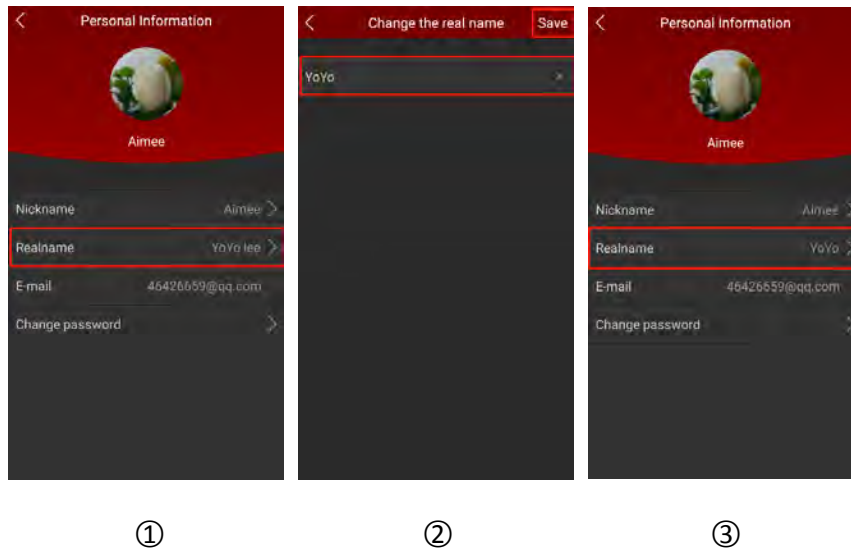 Personal Information
Aimee
Nickname Aimee
Realname YoYo lee
E-mail 46426659@qq.com
Change password
Change the real name Save
YoYo
Personal Information
Aimee
Nickname Aimee
Realname YoYo
E-mail 46426659@qq.com
Change password
① ② ③